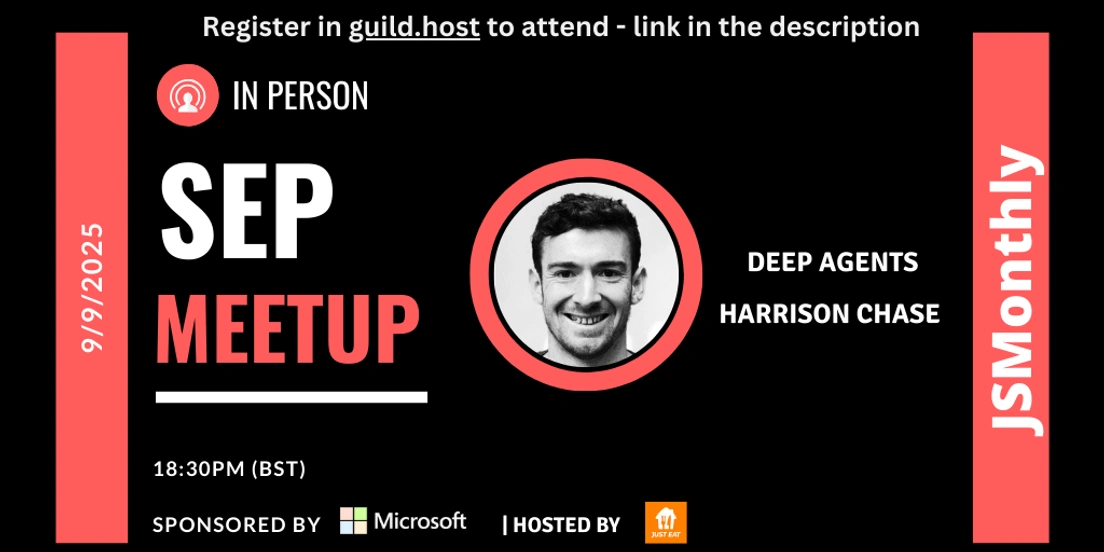 Register in guild.host to attend - link in the description
IN PERSON
SEP
MEETUP
9/9/2025
DEEP AGENTS
HARRISON CHASE
JSMonthly
18:30PM (BST)
SPONSORED BY Microsoft | HOSTED BY JUST EAT